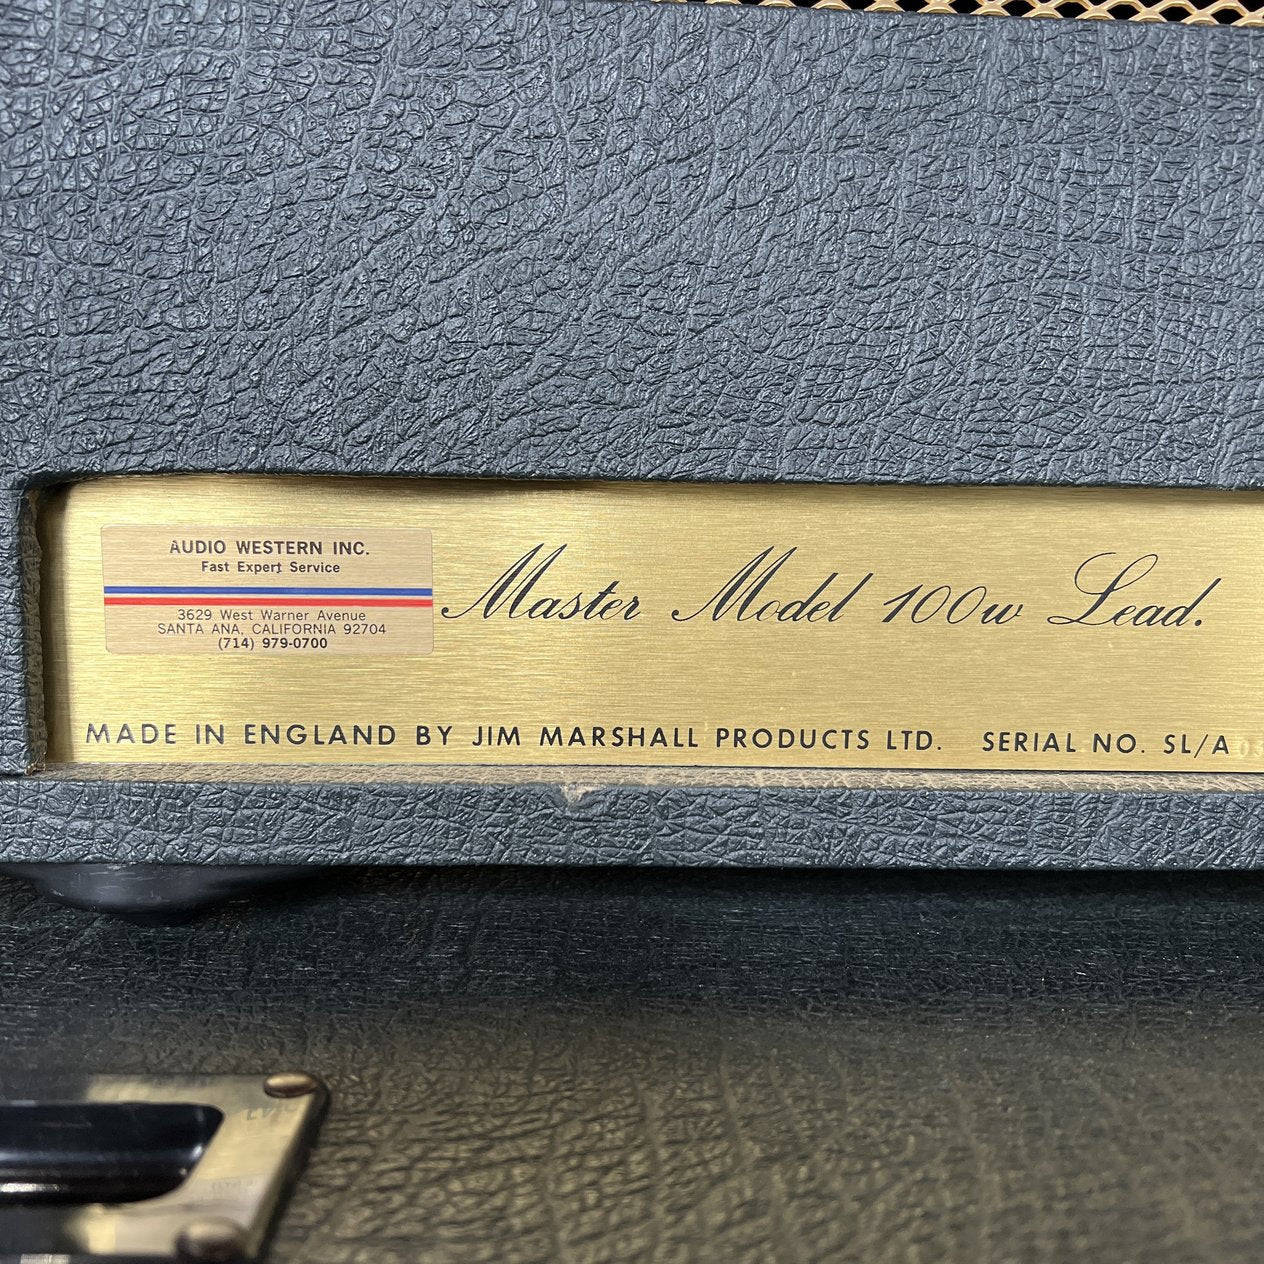 AUDIO WESTERN INC.
Fast Expert Service
3629 West Warner Avenue
SANTA ANA, CALIFORNIA 92704
(714) 979-0700
Master Model 100w Lead.
MADE IN ENGLAND BY JIM MARSHALL PRODUCTS LTD. SERIAL NO. SL/A